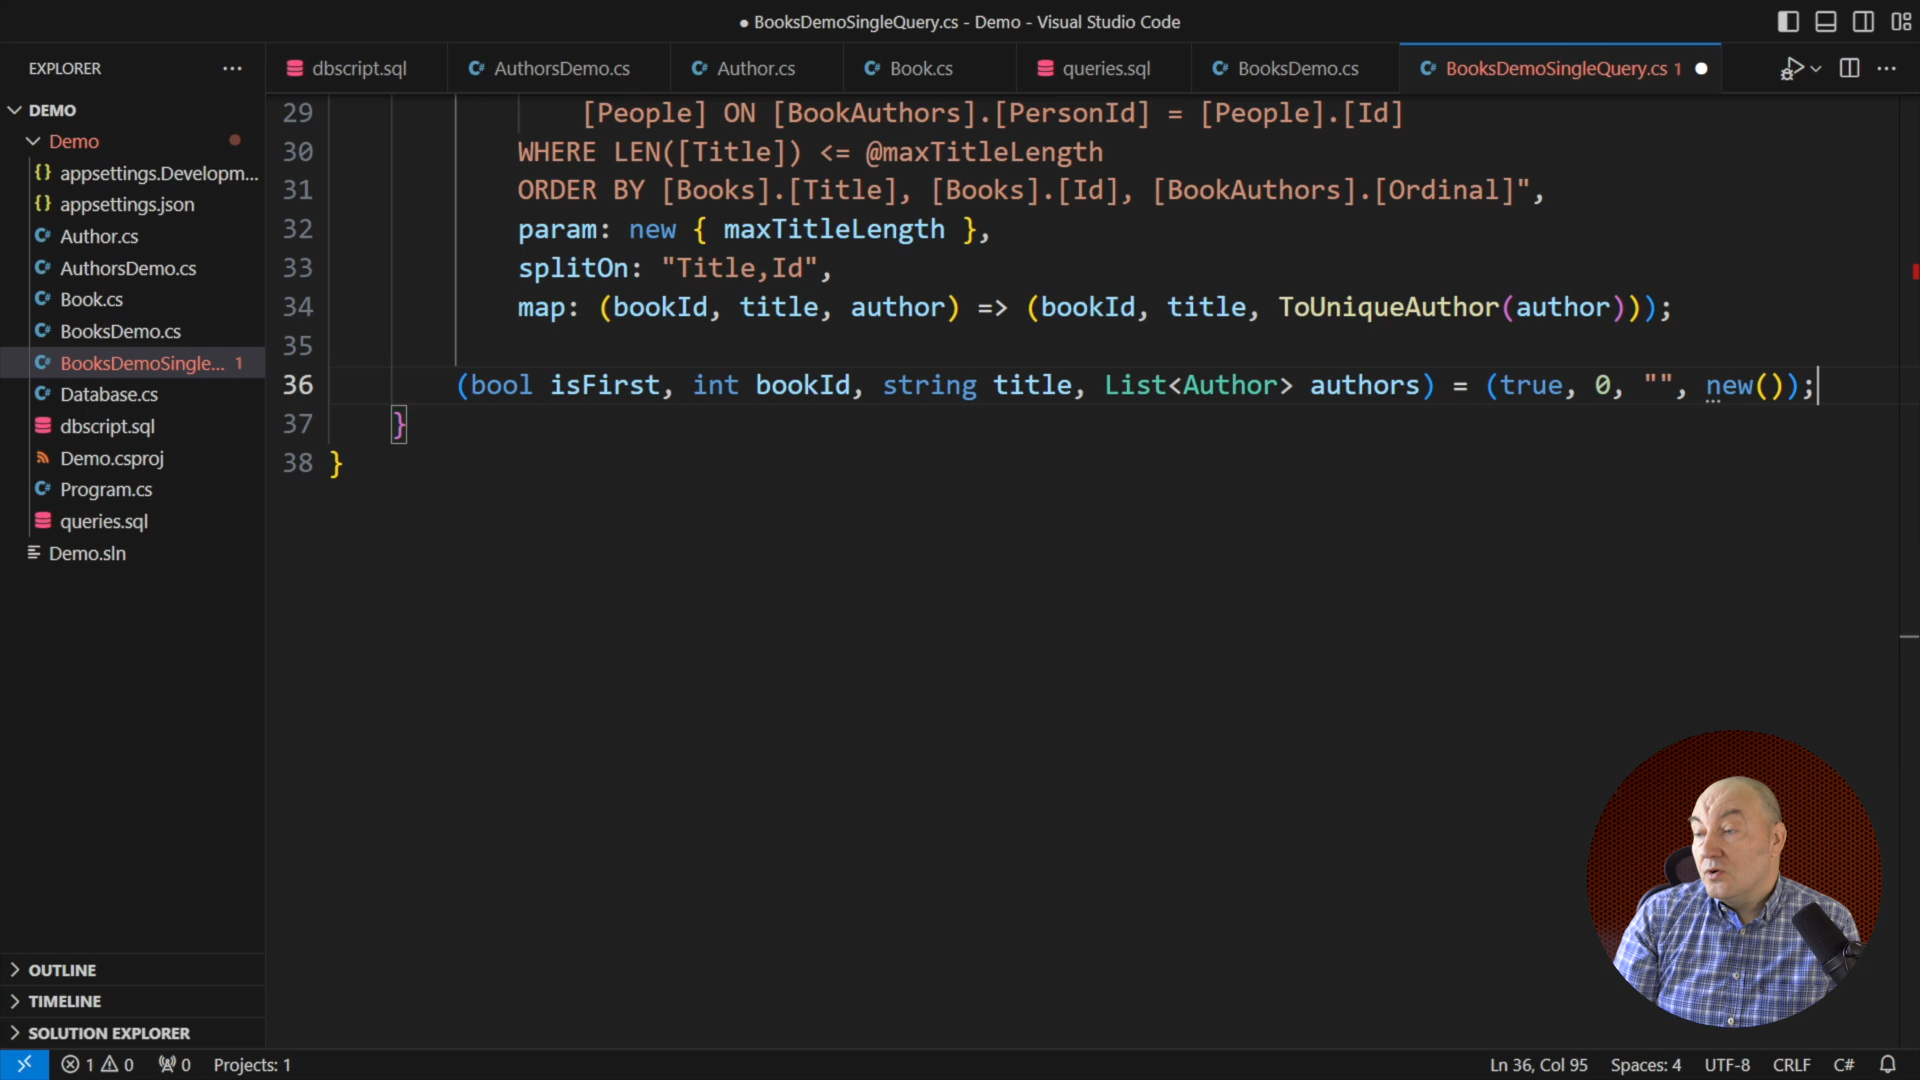 ● BooksDemoSingleQuery.cs - Demo - Visual Studio Code
EXPLORER
dbscript.sql
AuthorsDemo.cs
Author.cs
Book.cs
queries.sql
BooksDemo.cs
BooksDemoSingleQuery.cs 1
DEMO
Demo
appsettings.Developm...
appsettings.json
Author.cs
AuthorsDemo.cs
Book.cs
BooksDemo.cs
BooksDemoSingle... 1
Database.cs
dbscript.sql
Demo.csproj
Program.cs
queries.sql
Demo.sln
OUTLINE
TIMELINE
SOLUTION EXPLORER
29 [People] ON [BookAuthors].[PersonId] = [People].[Id]
30 WHERE LEN([Title]) <= @maxTitleLength
31 ORDER BY [Books].[Title], [Books].[Id], [BookAuthors].[Ordinal]",
32 param: new { maxTitleLength },
33 splitOn: "Title,Id",
34 map: (bookId, title, author) => (bookId, title, ToUniqueAuthor(author)));
35
36 (bool isFirst, int bookId, string title, List<Author> authors) = (true, 0, "", new());
37 }
38 }
1 0 0 Projects: 1
Ln 36, Col 95 Spaces: 4 UTF-8 CRLF C#